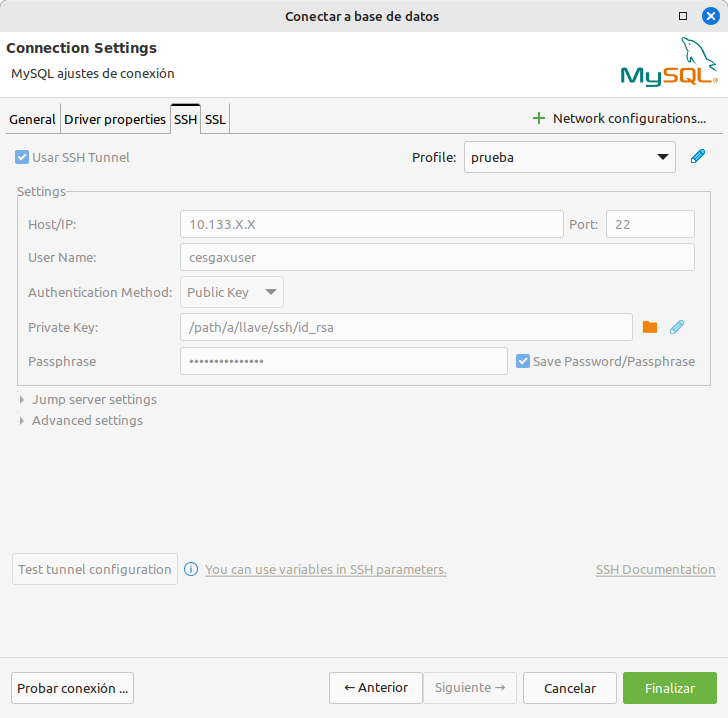 Conectar a base de datos
Connection Settings
MySQL ajustes de conexión
MySQL®
General Driver properties SSH SSL Network configurations...
Usar SSH Tunnel Profile: prueba
Settings
Host/IP: 10.133.X.X Port: 22
User Name: cesgaxuser
Authentication Method: Public Key
Private Key: /path/a/llave/ssh/id_rsa
Passphrase ••••••••••••••• Save Password/Passphrase
Jump server settings
Advanced settings
Test tunnel configuration You can use variables in SSH parameters. SSH Documentation
Probar conexión ... ← Anterior Siguiente → Cancelar Finalizar